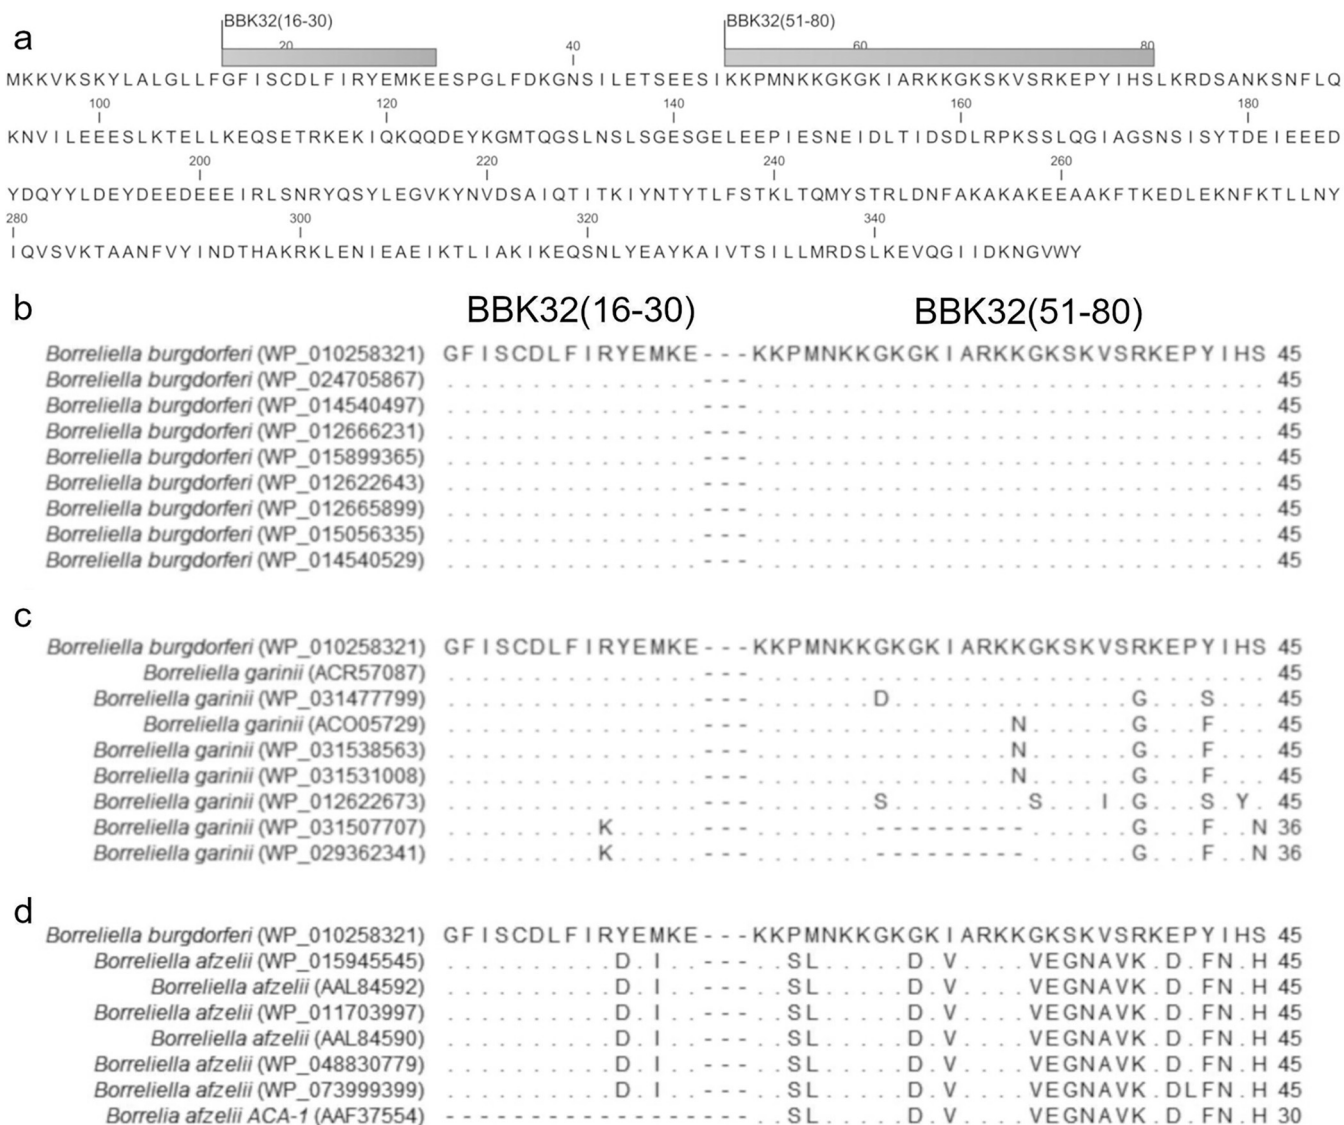 a
BBK32(16-30) BBK32(51-80)
20 40 60 80
MKKVKSKYLALGLLFGFISCDLFIRYEMKEESPGLFDKGNSILETSEESIKKPMNKKGKGKIARKKGKSKVSRKEPYIHSLKRDSANKSNFLQ
100 120 140 160 180
KNVILEEESLKTELLKEQSETRKEKIQKQQDEYKGMTQGSLNSLSGESGELEEPIESNEIDLTIDSDLRPKSSLQGIAGSNSISYTDEIEEED
200 220 240 260
YDQYYLDEYDEEDEEEIRLSNRYQSYLEGVKYNVDSAIQTITKIYNTYTLFSTKLTQMYSTRLDNFAKAKAKEEAAKFTKEDLEKNFKTLLNY
280 300 320 340
IQVSVKTAANFVYINDTHAKRKLENIEAEIKTLIAKIKEQSNLYEAYKAIVTSILLMRDSLKEVQGIIDKNGVWY
b
BBK32(16-30) BBK32(51-80)
Borreliella burgdorferi (WP_010258321) GFISCDLFIRYEMKE---KKPMNKKGKGKIARKKGKSKVSRKEPYIHS 45
Borreliella burgdorferi (WP_024705867) ...............---.............................. 45
Borreliella burgdorferi (WP_014540497) ...............---.............................. 45
Borreliella burgdorferi (WP_012666231) ...............---.............................. 45
Borreliella burgdorferi (WP_015899365) ...............---.............................. 45
Borreliella burgdorferi (WP_012622643) ...............---.............................. 45
Borreliella burgdorferi (WP_012665899) ...............---.............................. 45
Borreliella burgdorferi (WP_015056335) ...............---.............................. 45
Borreliella burgdorferi (WP_014540529) ...............---.............................. 45
c
Borreliella burgdorferi (WP_010258321) GFISCDLFIRYEMKE---KKPMNKKGKGKIARKKGKSKVSRKEPYIHS 45
Borreliella garinii (ACR57087) ...............---.............................. 45
Borreliella garinii (WP_031477799) ...............---.......D..............G...S... 45
Borreliella garinii (ACO05729) ...............---...............N......G...F... 45
Borreliella garinii (WP_031538563) ...............---...............N......G...F... 45
Borreliella garinii (WP_031531008) ...............---...............N......G...F... 45
Borreliella garinii (WP_012622673) ...............---.......S........S...I.G...S.Y. 45
Borreliella garinii (WP_031507707) .........K.....---.......---------......G...F..N 36
Borreliella garinii (WP_029362341) .........K.....---.......---------......G...F..N 36
d
Borreliella burgdorferi (WP_010258321) GFISCDLFIRYEMKE---KKPMNKKGKGKIARKKGKSKVSRKEPYIHS 45
Borreliella afzelii (WP_015945545) ..........D.I..---..SL.....D.V....VEGNAVK.D.FN.H 45
Borreliella afzelii (AAL84592) ..........D.I..---..SL.....D.V....VEGNAVK.D.FN.H 45
Borreliella afzelii (WP_011703997) ..........D.I..---..SL.....D.V....VEGNAVK.D.FN.H 45
Borreliella afzelii (AAL84590) ..........D.I..---..SL.....D.V....VEGNAVK.D.FN.H 45
Borreliella afzelii (WP_048830779) ..........D.I..---..SL.....D.V....VEGNAVK.D.FN.H 45
Borreliella afzelii (WP_073999399) ..........D.I..---..SL.....D.V....VEGNAVK.DLFN.H 45
Borrelia afzelii ACA-1 (AAF37554) ------------------..SL.....D.V....VEGNAVK.D.FN.H 30